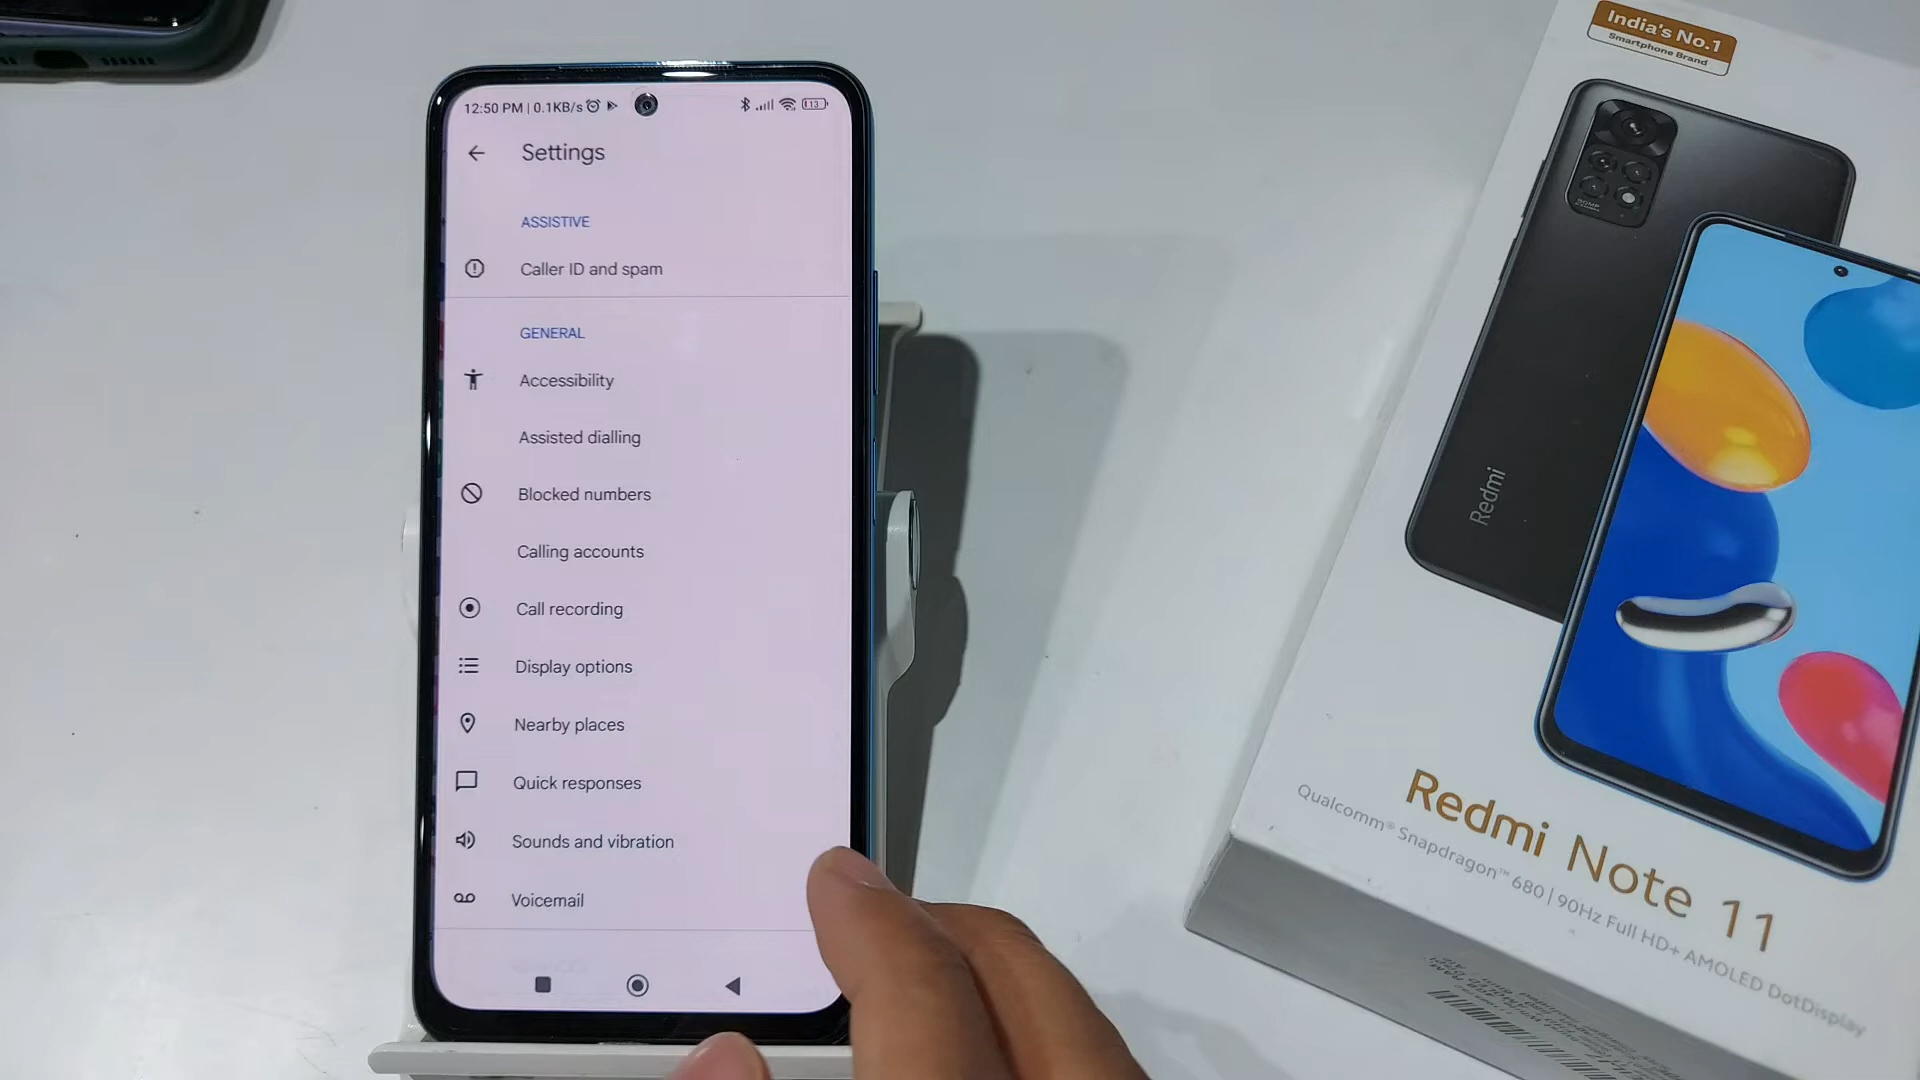 12:50 PM | 0.1KB/s
13
Settings
ASSISTIVE
Caller ID and spam
GENERAL
Accessibility
Assisted dialling
Blocked numbers
Calling accounts
Call recording
Display options
Nearby places
Quick responses
Sounds and vibration
Voicemail
India's No.1
Smartphone Brand
50MP
Redmi
Redmi Note 11
Qualcomm® Snapdragon™ 680 | 90Hz Full HD+ AMOLED DotDisplay